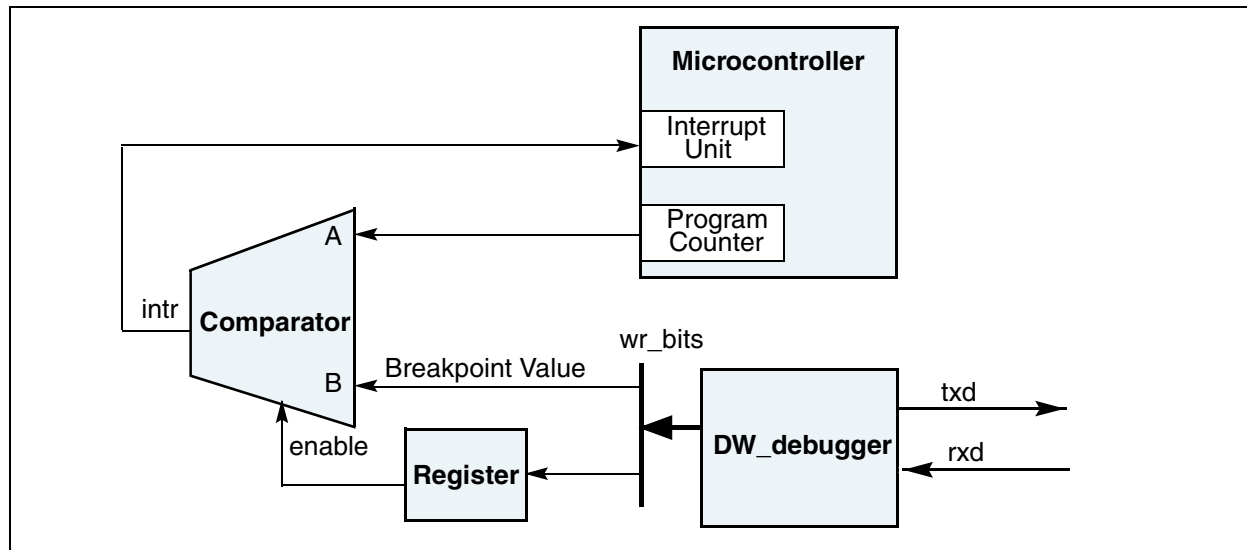 Microcontroller
Interrupt
Unit
Program
Counter
A
intr
Comparator
B
Breakpoint Value
wr_bits
enable
Register
DW_debugger
txd
rxd